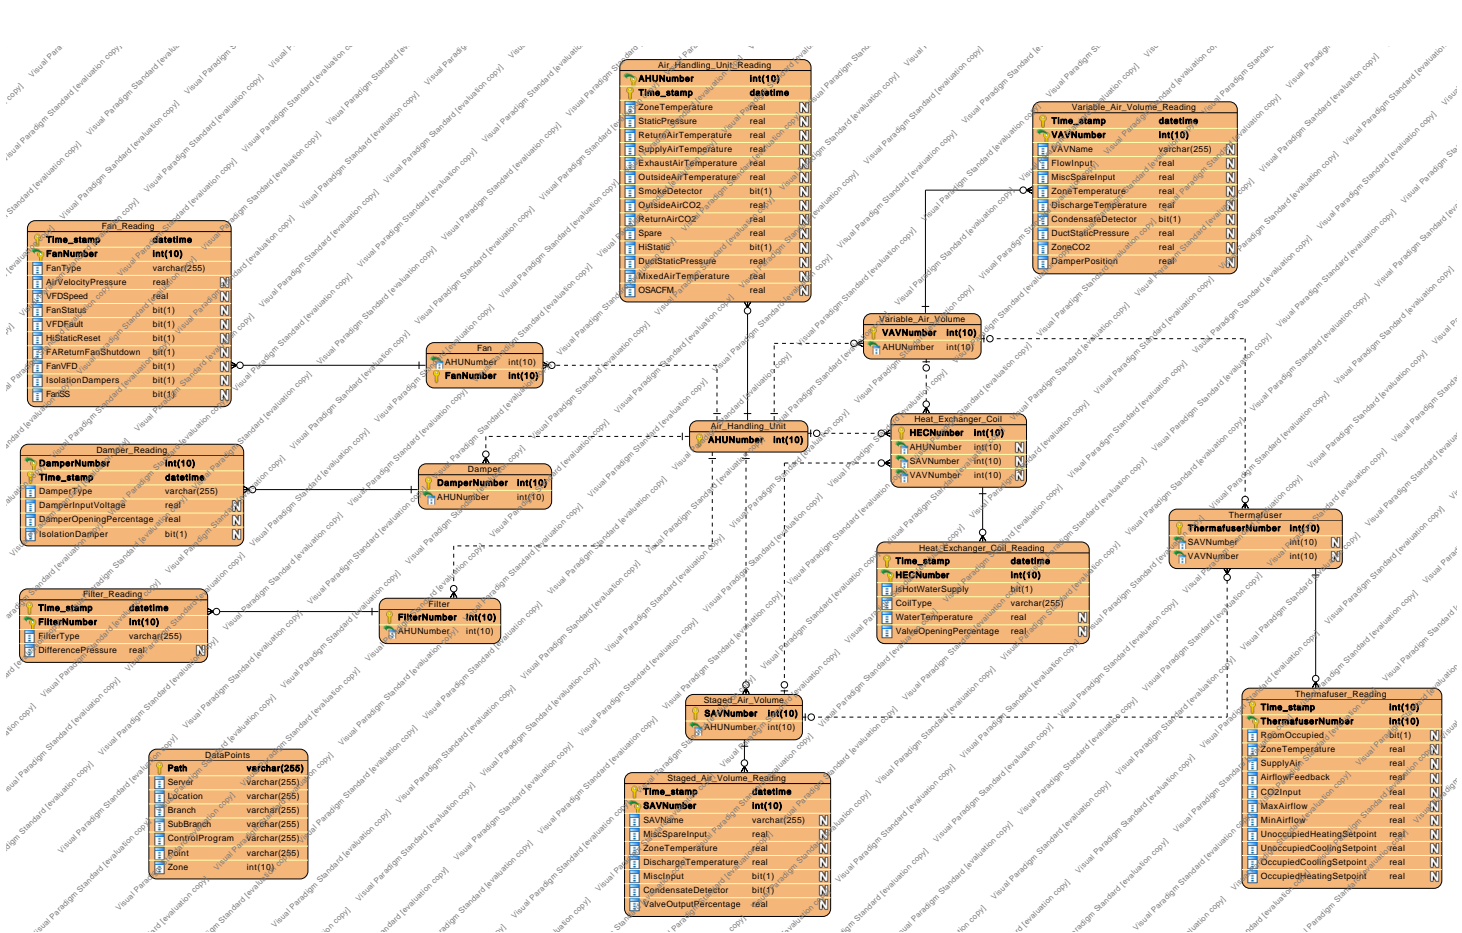 Air_Handling_Unit_Reading
AHUNumber int(10)
Time_stamp datetime
ZoneTemperature real N
StaticPressure real N
ReturnAirTemperature real N
SupplyAirTemperature real N
ExhaustAirTemperature real N
OutsideAirTemperature real N
SmokeDetector bit(1) N
OutsideAirCO2 real N
ReturnAirCO2 real N
Spare real N
HiStatic bit(1) N
DuctStaticPressure real N
MixedAirTemperature real N
OSACFM real N
Variable_Air_Volume_Reading
Time_stamp datetime
VAVNumber int(10)
VAVName varchar(255) N
FlowInput real N
MiscSpareInput real N
ZoneTemperature real N
DischargeTemperature real N
CondensateDetector bit(1) N
DuctStaticPressure real N
ZoneCO2 real N
DamperPosition real N
Fan_Reading
Time_stamp datetime
FanNumber int(10)
FanType varchar(255)
AirVelocityPressure real N
VFDSpeed real N
FanStatus bit(1) N
VFDFault bit(1) N
HiStaticReset bit(1) N
FAReturnFanShutdown bit(1) N
FanVFD bit(1) N
IsolationDampers bit(1) N
FanSS bit(1) N
Fan
AHUNumber int(10)
FanNumber int(10)
Variable_Air_Volume
VAVNumber int(10)
AHUNumber int(10)
Air_Handling_Unit
AHUNumber int(10)
Heat_Exchanger_Coil
HECNumber int(10)
AHUNumber int(10) N
SAVNumber int(10) N
VAVNumber int(10) N
Damper_Reading
DamperNumber int(10)
Time_stamp datetime
DamperType varchar(255)
DamperInputVoltage real N
DamperOpeningPercentage real N
IsolationDamper bit(1) N
Damper
DamperNumber int(10)
AHUNumber int(10)
Thermafuser
ThermafuserNumber int(10)
SAVNumber int(10) N
VAVNumber int(10) N
Heat_Exchanger_Coil_Reading
Time_stamp datetime
HECNumber int(10)
isHotWaterSupply bit(1)
CoilType varchar(255)
WaterTemperature real N
ValveOpeningPercentage real N
Filter_Reading
Time_stamp datetime
FilterNumber int(10)
FilterType varchar(255)
DifferencePressure real N
Filter
FilterNumber int(10)
AHUNumber int(10)
Staged_Air_Volume
SAVNumber int(10)
AHUNumber int(10)
Thermafuser_Reading
Time_stamp int(10)
ThermafuserNumber int(10)
RoomOccupied bit(1) N
ZoneTemperature real N
SupplyAir real N
AirflowFeedback real N
CO2Input real N
MaxAirflow real N
MinAirflow real N
UnoccupiedHeatingSetpoint real N
UnoccupiedCoolingSetpoint real N
OccupiedCoolingSetpoint real N
OccupiedHeatingSetpoint real N
DataPoints
Path varchar(255)
Server varchar(255)
Location varchar(255)
Branch varchar(255)
SubBranch varchar(255)
ControlProgram varchar(255)
Point varchar(255)
Zone int(10)
Staged_Air_Volume_Reading
Time_stamp datetime
SAVNumber int(10)
SAVName varchar(255) N
MiscSpareInput real N
ZoneTemperature real N
DischargeTemperature real N
MiscInput bit(1) N
CondensateDetector bit(1) N
ValveOutputPercentage real N
Visual Paradigm Standard [evaluation copy]